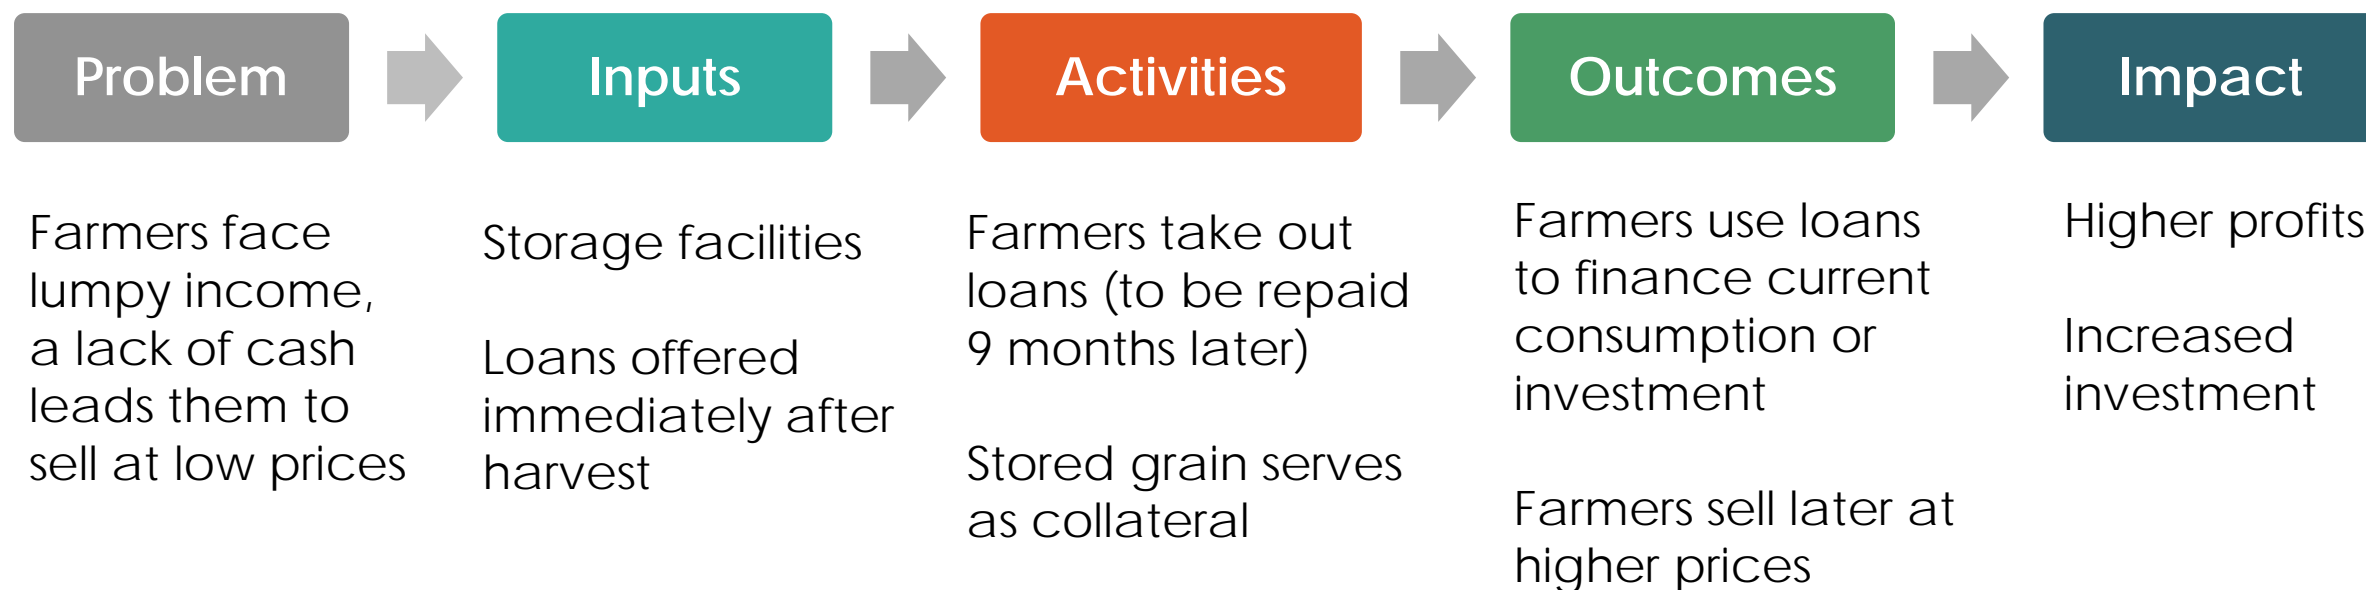 Problem
Inputs
Activities
Outcomes
Impact
Farmers face
lumpy income,
a lack of cash
leads them to
sell at low prices
Storage facilities
Loans offered
immediately after
harvest
Farmers take out
loans (to be repaid
9 months later)
Stored grain serves
as collateral
Farmers use loans
to finance current
consumption or
investment
Farmers sell later at
higher prices
Higher profits
Increased
investment